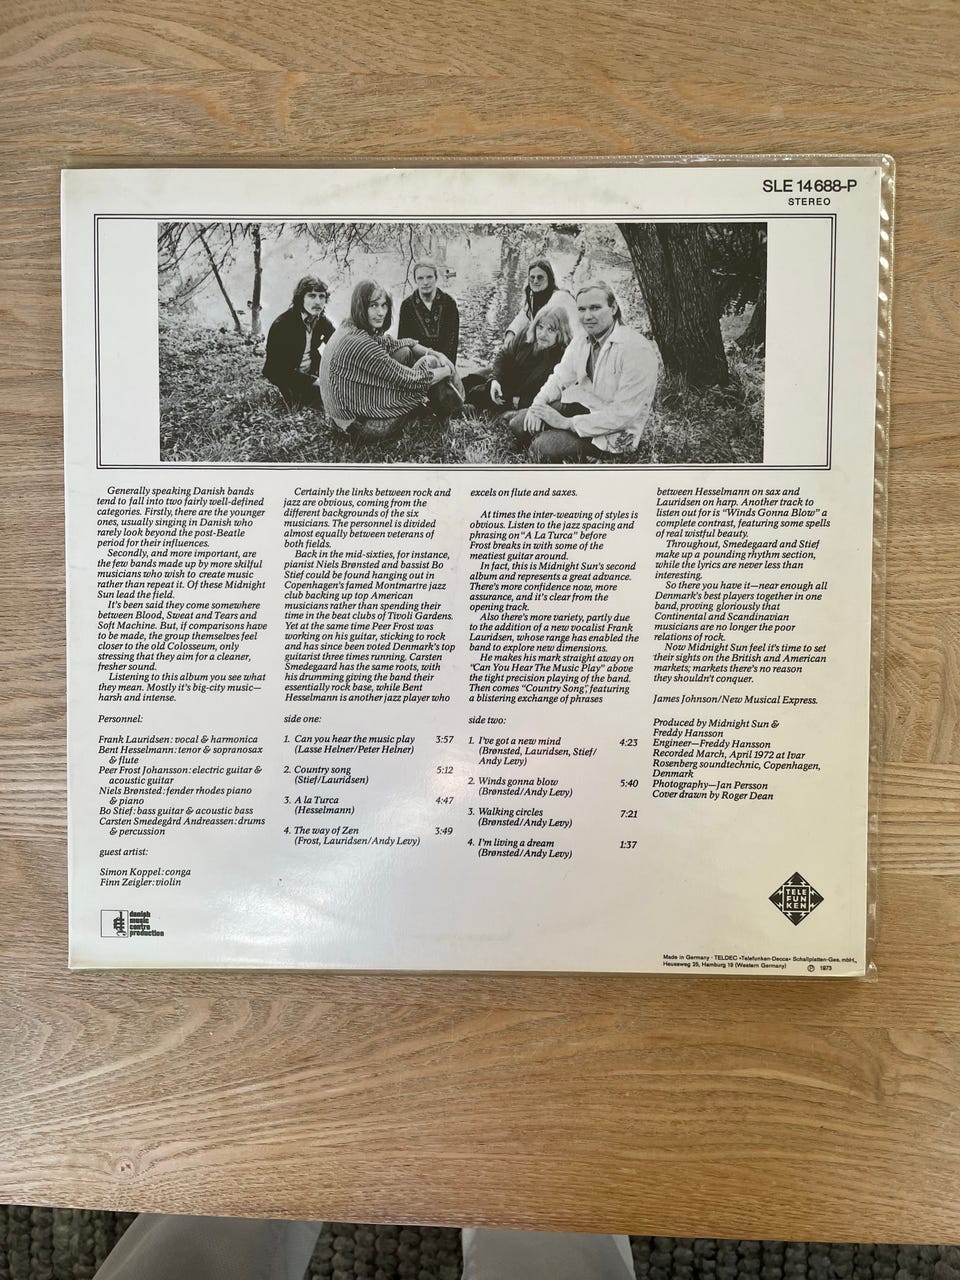 SLE 14 688-P
STEREO
Generally speaking Danish bands
tend to fall into two fairly well-defined
categories. Firstly, there are the younger
ones, usually singing in Danish who
rarely look beyond the post-Beatle
period for their influences.
Secondly, and more important, are
the few bands made up by more skilful
musicians who wish to create music
rather than repeat it. Of these Midnight
Sun lead the field.
It's been said they come somewhere
between Blood, Sweat and Tears and
Soft Machine. But, if comparisons have
to be made, the group themselves feel
closer to the old Colosseum, only
stressing that they aim for a cleaner,
fresher sound.
Listening to this album you see what
they mean. Mostly it's big-city music—
harsh and intense.
Certainly the links between rock and
jazz are obvious, coming from the
different backgrounds of the six
musicians. The personnel is divided
almost equally between veterans of
both fields.
Back in the mid-sixties, for instance,
pianist Niels Brønsted and bassist Bo
Stief could be found hanging out in
Copenhagen's famed Montmartre jazz
club backing up top American
musicians rather than spending their
time in the beat clubs of Tivoli Gardens.
Yet at the same time Peer Frost was
working on his guitar, sticking to rock
and has since been voted Denmark's top
guitarist three times running. Carsten
Smedegaard has the same roots, with
his drumming giving the band their
essentially rock base, while Bent
Hesselmann is another jazz player who
excels on flute and saxes.
At times the inter-weaving of styles is
obvious. Listen to the jazz spacing and
phrasing on "A La Turca" before
Frost breaks in with some of the
meatiest guitar around.
In fact, this is Midnight Sun's second
album and represents a great advance.
There's more confidence now, more
assurance, and it's clear from the
opening track.
Also there's more variety, partly due
to the addition of a new vocalist Frank
Lauridsen, whose range has enabled the
band to explore new dimensions.
He makes his mark straight away on
"Can You Hear The Music Play" above
the tight precision playing of the band.
Then comes "Country Song", featuring
a blistering exchange of phrases
between Hesselmann on sax and
Lauridsen on harp. Another track to
listen out for is "Winds Gonna Blow" a
complete contrast, featuring some spells
of real wistful beauty.
Throughout, Smedegaard and Stief
make up a pounding rhythm section,
while the lyrics are never less than
interesting.
So there you have it—near enough all
Denmark's best players together in one
band, proving gloriously that
Continental and Scandinavian
musicians are no longer the poor
relations of rock.
Now Midnight Sun feel it's time to set
their sights on the British and American
markets; markets there's no reason
they shouldn't conquer.
James Johnson/New Musical Express.
Personnel:
Frank Lauridsen: vocal & harmonica
Bent Hesselmann: tenor & sopranosax
& flute
Peer Frost Johansson: electric guitar &
acoustic guitar
Niels Brønsted: fender rhodes piano
& piano
Bo Stief: bass guitar & acoustic bass
Carsten Smedegård Andreassen: drums
& percussion
guest artist:
Simon Koppel: conga
Finn Zeigler: violin
side one:
1. Can you hear the music play 3:57
(Lasse Helner/Peter Helner)
2. Country song 5:12
(Stief/Lauridsen)
3. A la Turca 4:47
(Hesselmann)
4. The way of Zen 3:49
(Frost, Lauridsen/Andy Levy)
side two:
1. I've got a new mind 4:23
(Brønsted, Lauridsen, Stief/
Andy Levy)
2. Winds gonna blow 5:40
(Brønsted/Andy Levy)
3. Walking circles 7:21
(Brønsted/Andy Levy)
4. I'm living a dream 1:37
(Brønsted/Andy Levy)
Produced by Midnight Sun &
Freddy Hansson
Engineer—Freddy Hansson
Recorded March, April 1972 at Ivar
Rosenberg soundtechnic, Copenhagen,
Denmark
Photography—Jan Persson
Cover drawn by Roger Dean
danish
music
centre
production
TELE
FUN
KEN
Made in Germany · TELDEC »Telefunken-Decca« Schallplatten-Ges. mbH.,
Heussweg 25, Hamburg 19 (Western Germany) ℗ 1973